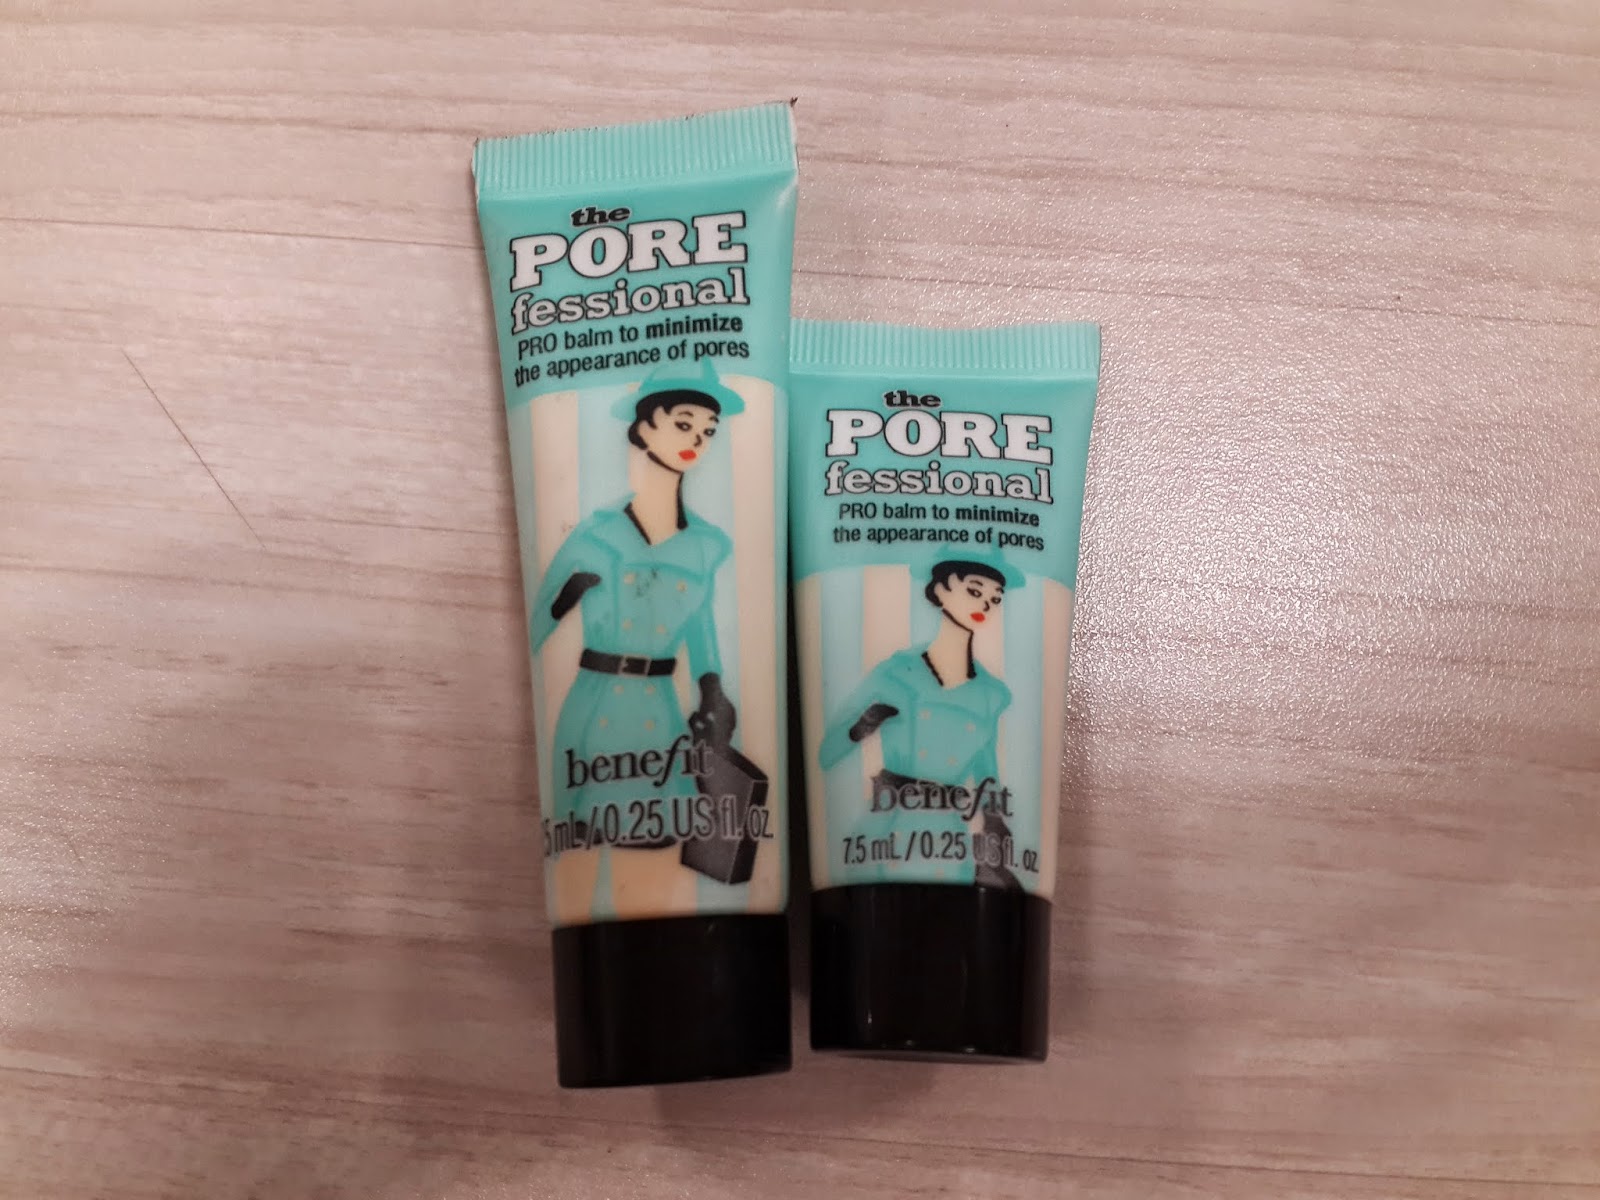 the
PORE
fessional
PRO balm to minimize
the appearance of pores
benefit
5 mL / 0.25 US fl. oz
the
PORE
fessional
PRO balm to minimize
the appearance of pores
benefit
7.5 mL / 0.25 US fl. oz